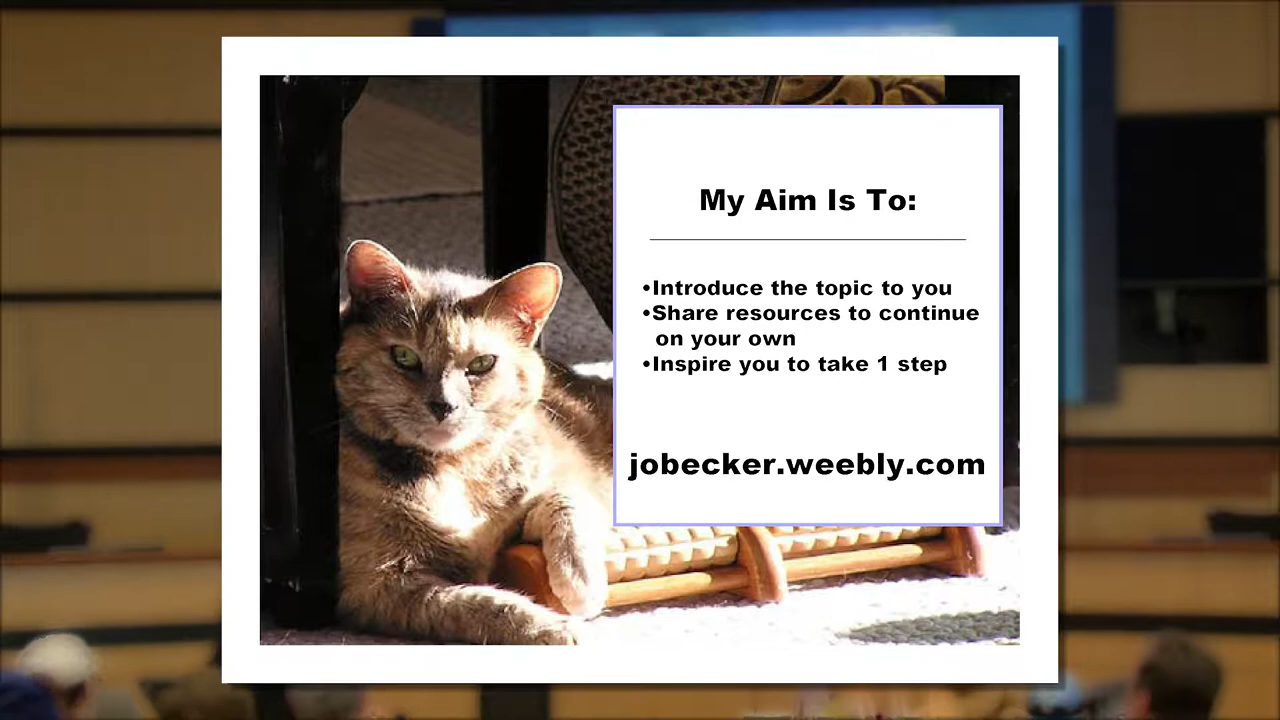 My Aim Is To:
•Introduce the topic to you
•Share resources to continue
on your own
•Inspire you to take 1 step
jobecker.weebly.com